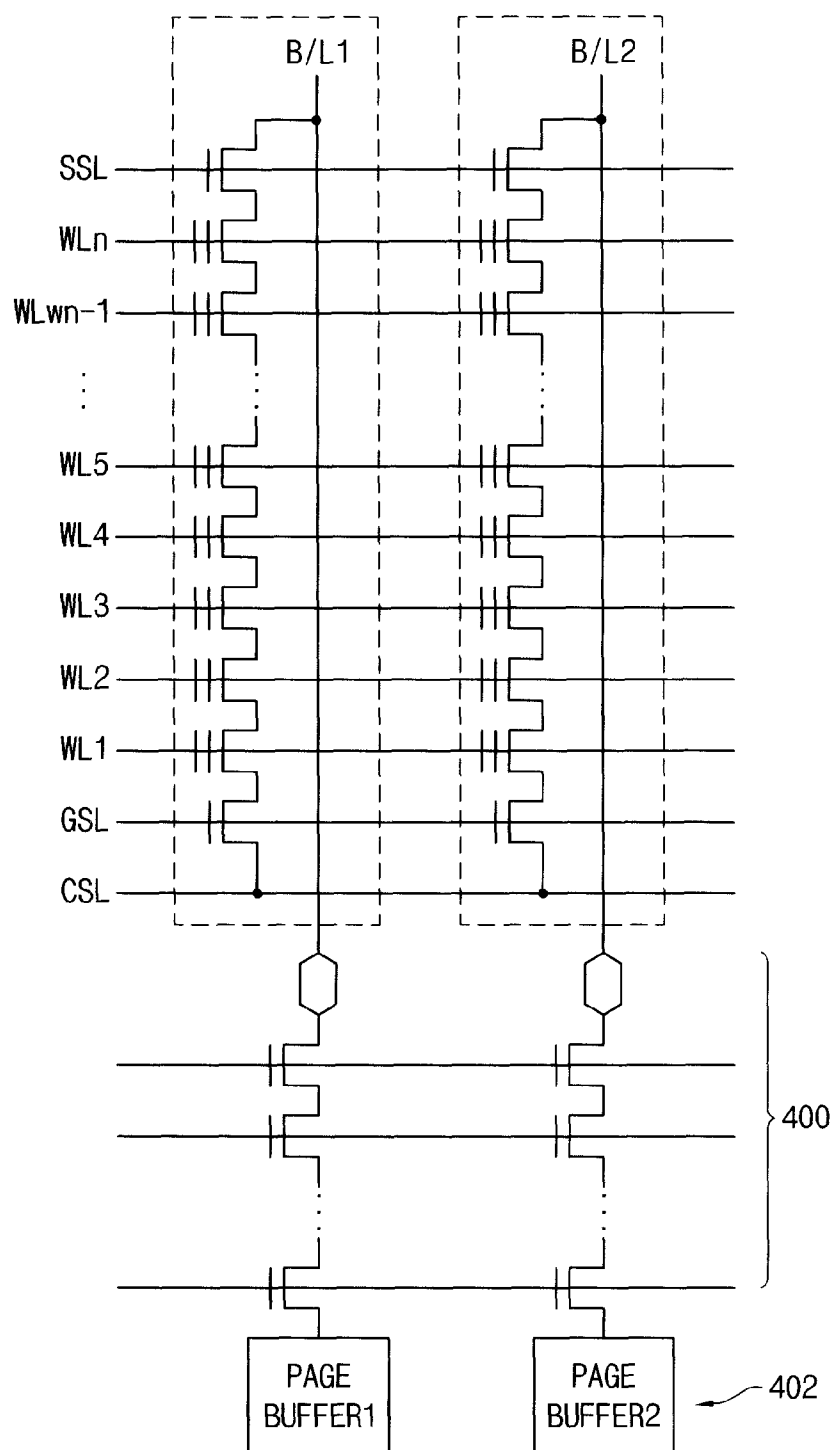 B/L1 B/L2
SSL
WLn
WLwn-1
WL5
WL4
WL3
WL2
WL1
GSL
CSL
400
PAGE BUFFER1
PAGE BUFFER2
402